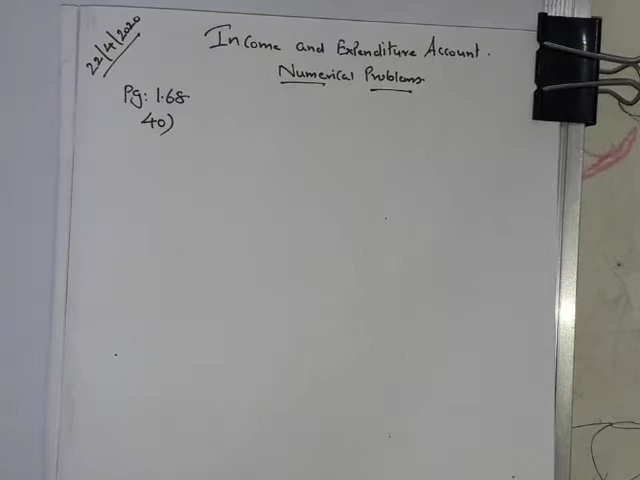 22/4/2020
Income and Expenditure Account.
Numerical Problems
Pg: 1.68
40)